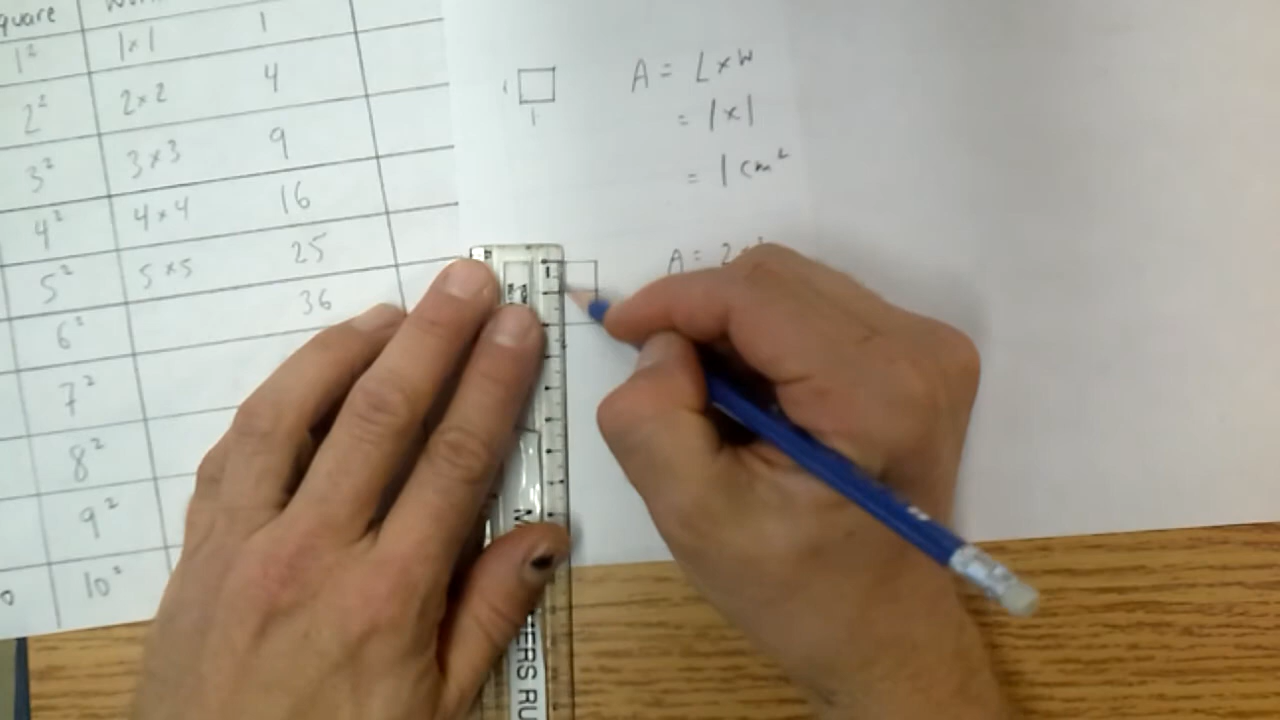 1² 1×1 1
2² 2×2 4
3² 3×3 9
4² 4×4 16
5² 5×5 25
6² 36
7²
8²
9²
10²
1
1
A = L×W
= 1×1
= 1 cm²
A = 2